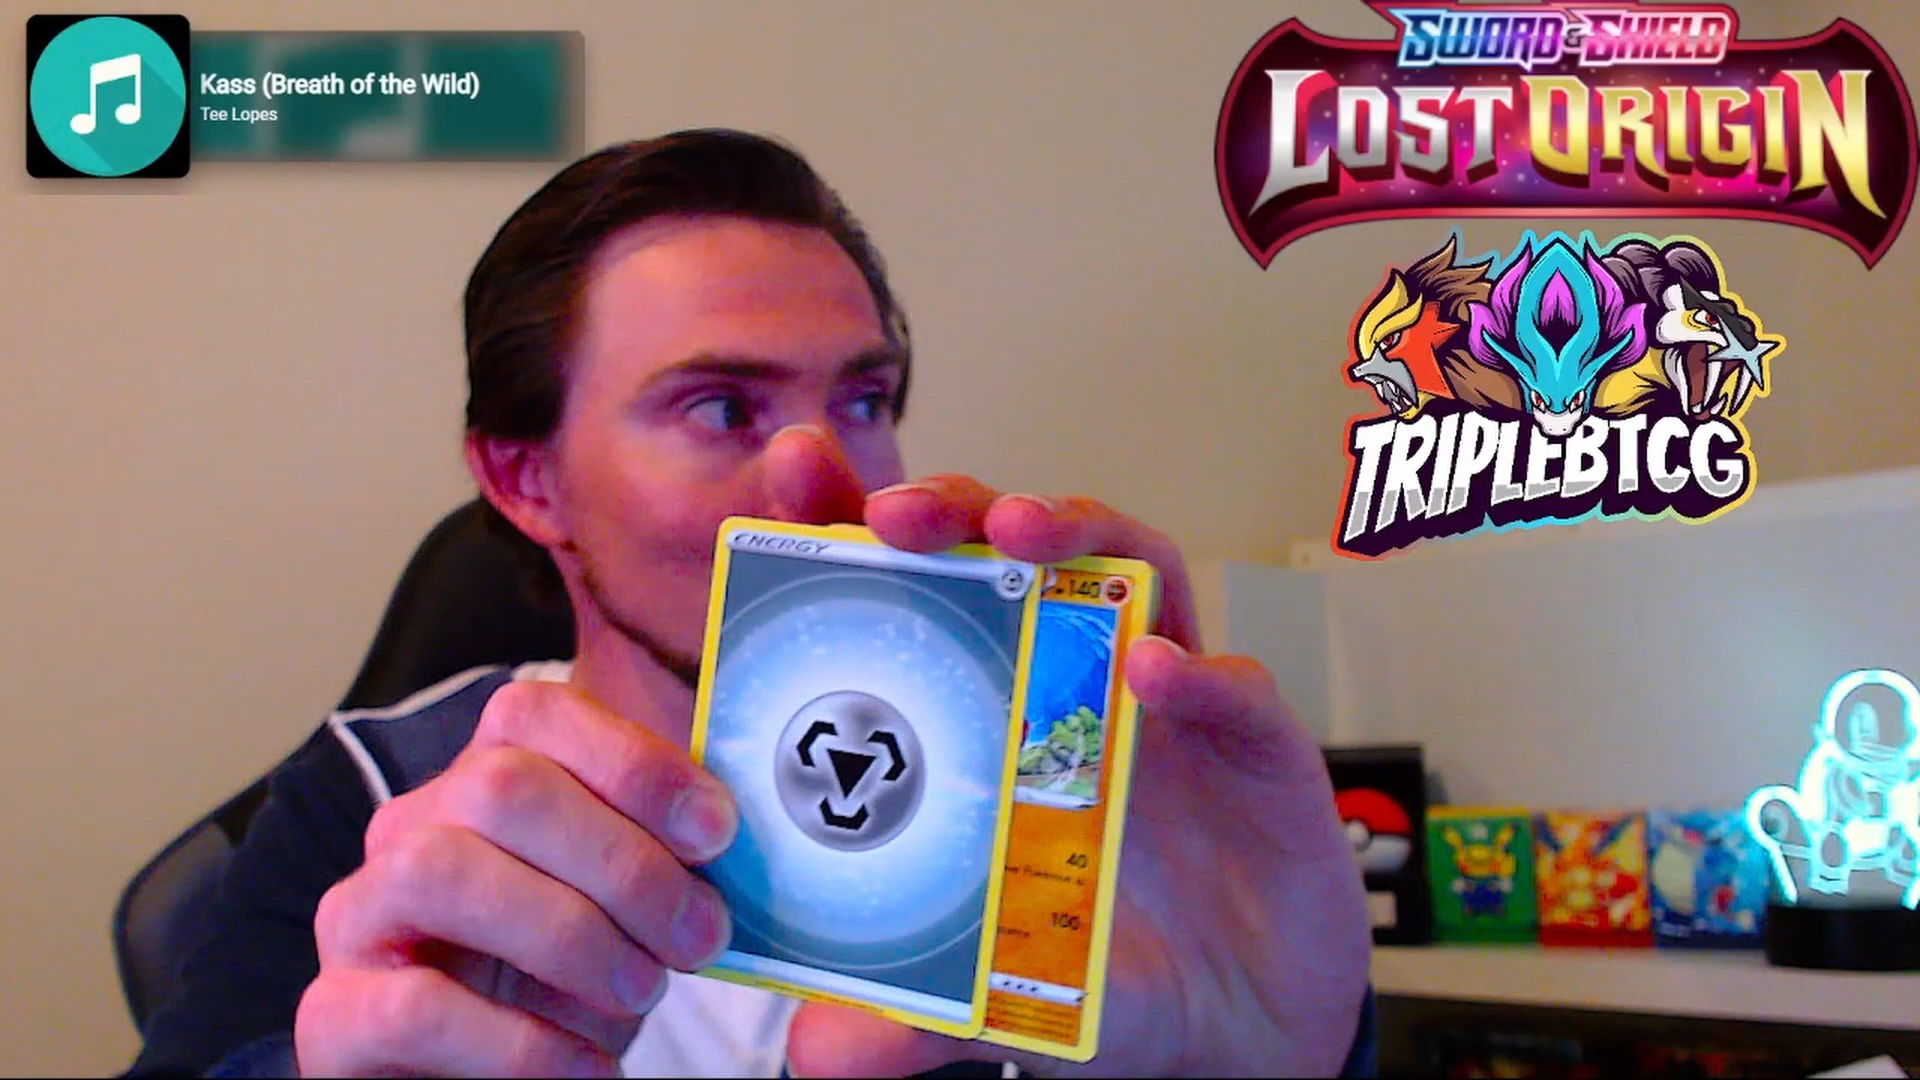 Kass (Breath of the Wild)
Tee Lopes
SWORD & SHIELD
LOST ORIGIN
TRIPLEBTCG
ENERGY
140
40
100